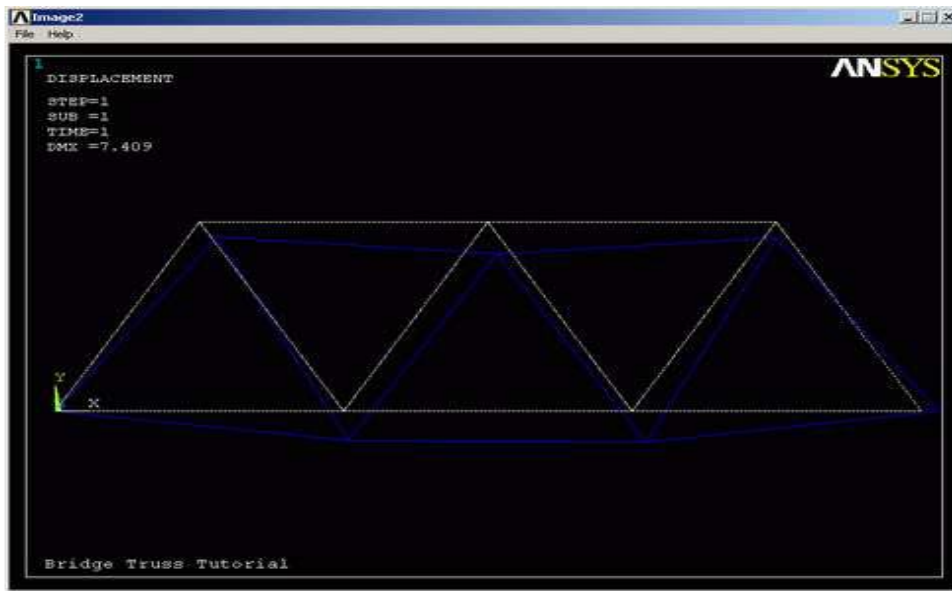 Image2
File Help
1
ANSYS
DISPLACEMENT
STEP=1
SUB =1
TIME=1
DMX =7.409
Y
X
Bridge Truss Tutorial